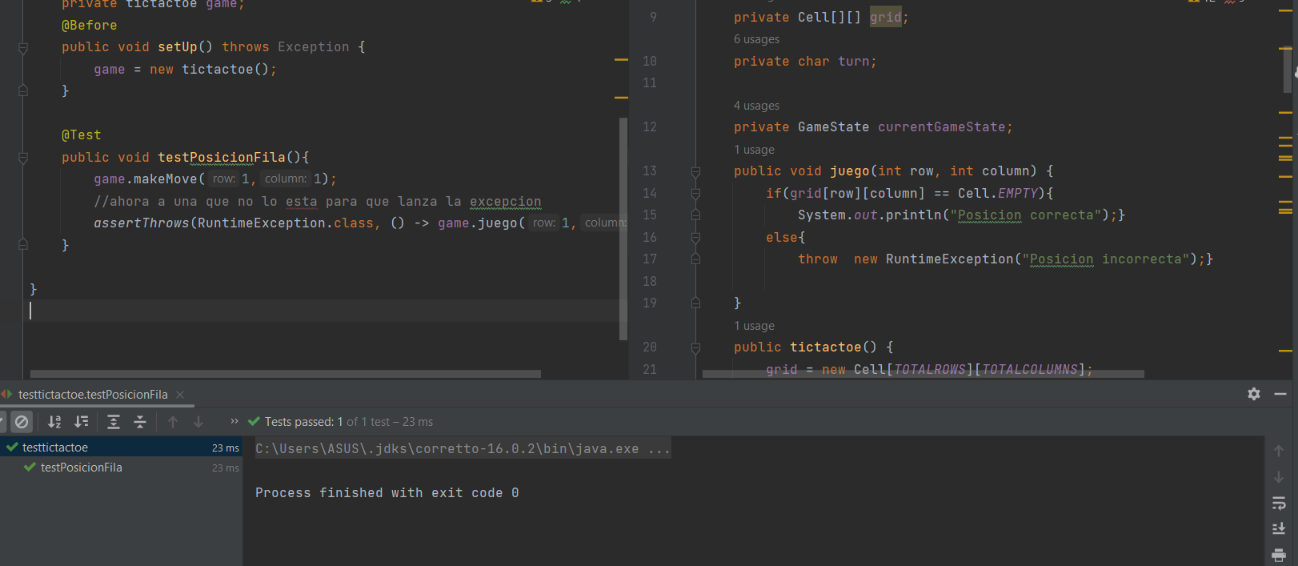 private tictactoe game;
@Before
public void setUp() throws Exception {
game = new tictactoe();
}
@Test
public void testPosicionFila(){
game.makeMove( row: 1, column: 1);
//ahora a una que no lo esta para que lanza la excepcion
assertThrows(RuntimeException.class, () -> game.juego( row: 1, column:
}
}
9 private Cell[][] grid;
6 usages
10 private char turn;
11
4 usages
12 private GameState currentGameState;
1 usage
13 public void juego(int row, int column) {
14 if(grid[row][column] == Cell.EMPTY){
15 System.out.println("Posicion correcta");}
16 else{
17 throw new RuntimeException("Posicion incorrecta");}
18
19 }
1 usage
20 public tictactoe() {
21 grid = new Cell[TOTALROWS][TOTALCOLUMNS];
testtictactoe.testPosicionFila ×
» Tests passed: 1 of 1 test – 23 ms
testtictactoe 23 ms
testPosicionFila 23 ms
C:\Users\ASUS\.jdks\corretto-16.0.2\bin\java.exe ...
Process finished with exit code 0